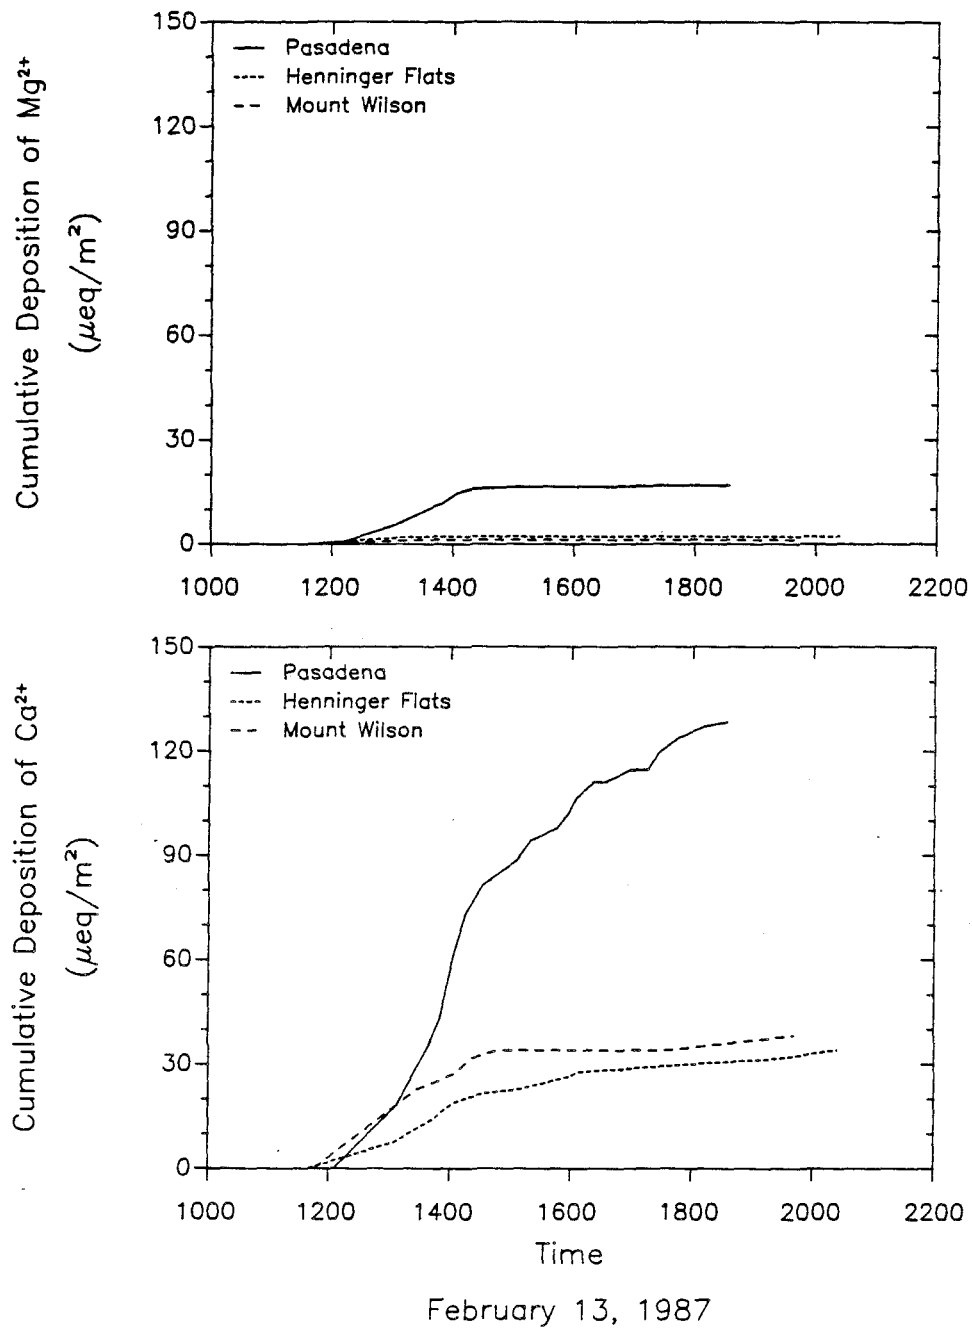 Cumulative Deposition of Mg²⁺
(μeq/m²)
150
120
90
60
30
0
Pasadena
Henninger Flats
Mount Wilson
1000 1200 1400 1600 1800 2000 2200
Cumulative Deposition of Ca²⁺
(μeq/m²)
150
120
90
60
30
0
Pasadena
Henninger Flats
Mount Wilson
1000 1200 1400 1600 1800 2000 2200
Time
February 13, 1987